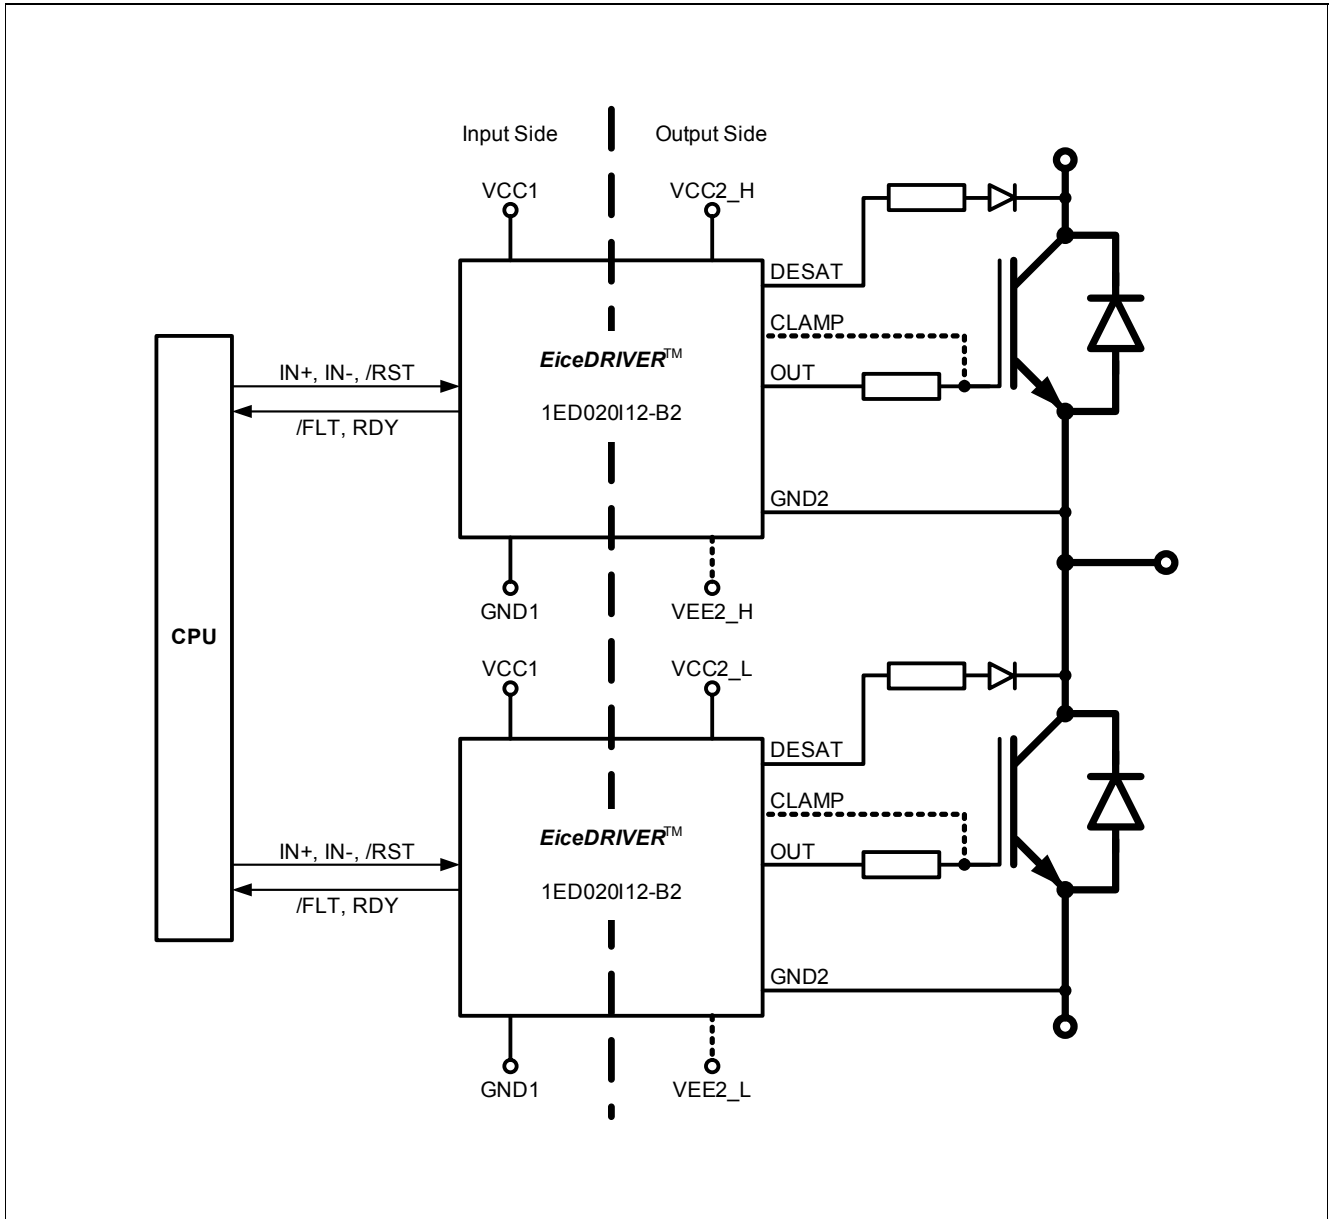 Input Side
Output Side
VCC1
VCC2_H
DESAT
CLAMP
EiceDRIVER™
OUT
IN+, IN-, /RST
1ED020I12-B2
/FLT, RDY
GND2
GND1
VEE2_H
CPU
VCC1
VCC2_L
DESAT
CLAMP
EiceDRIVER™
OUT
IN+, IN-, /RST
1ED020I12-B2
/FLT, RDY
GND2
GND1
VEE2_L